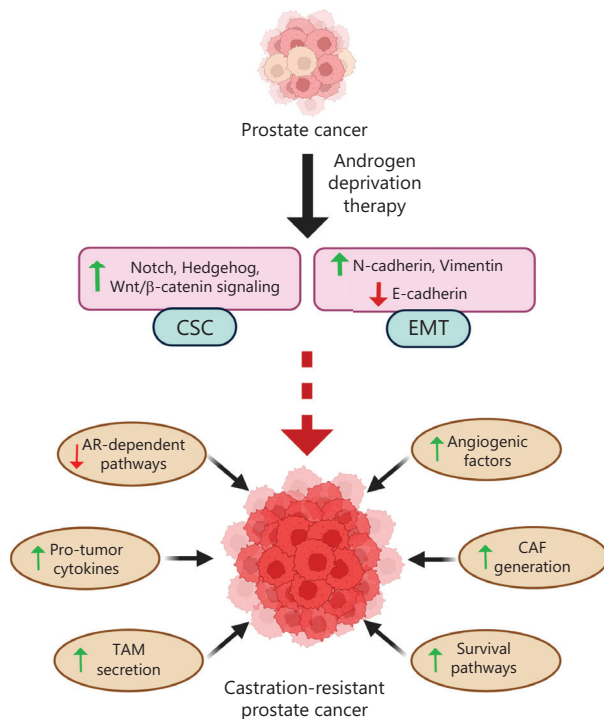 Prostate cancer
Androgen
deprivation
therapy
Notch, Hedgehog,
Wnt/β-catenin signaling
CSC
N-cadherin, Vimentin
E-cadherin
EMT
AR-dependent
pathways
Angiogenic
factors
Pro-tumor
cytokines
CAF
generation
TAM
secretion
Survival
pathways
Castration-resistant
prostate cancer